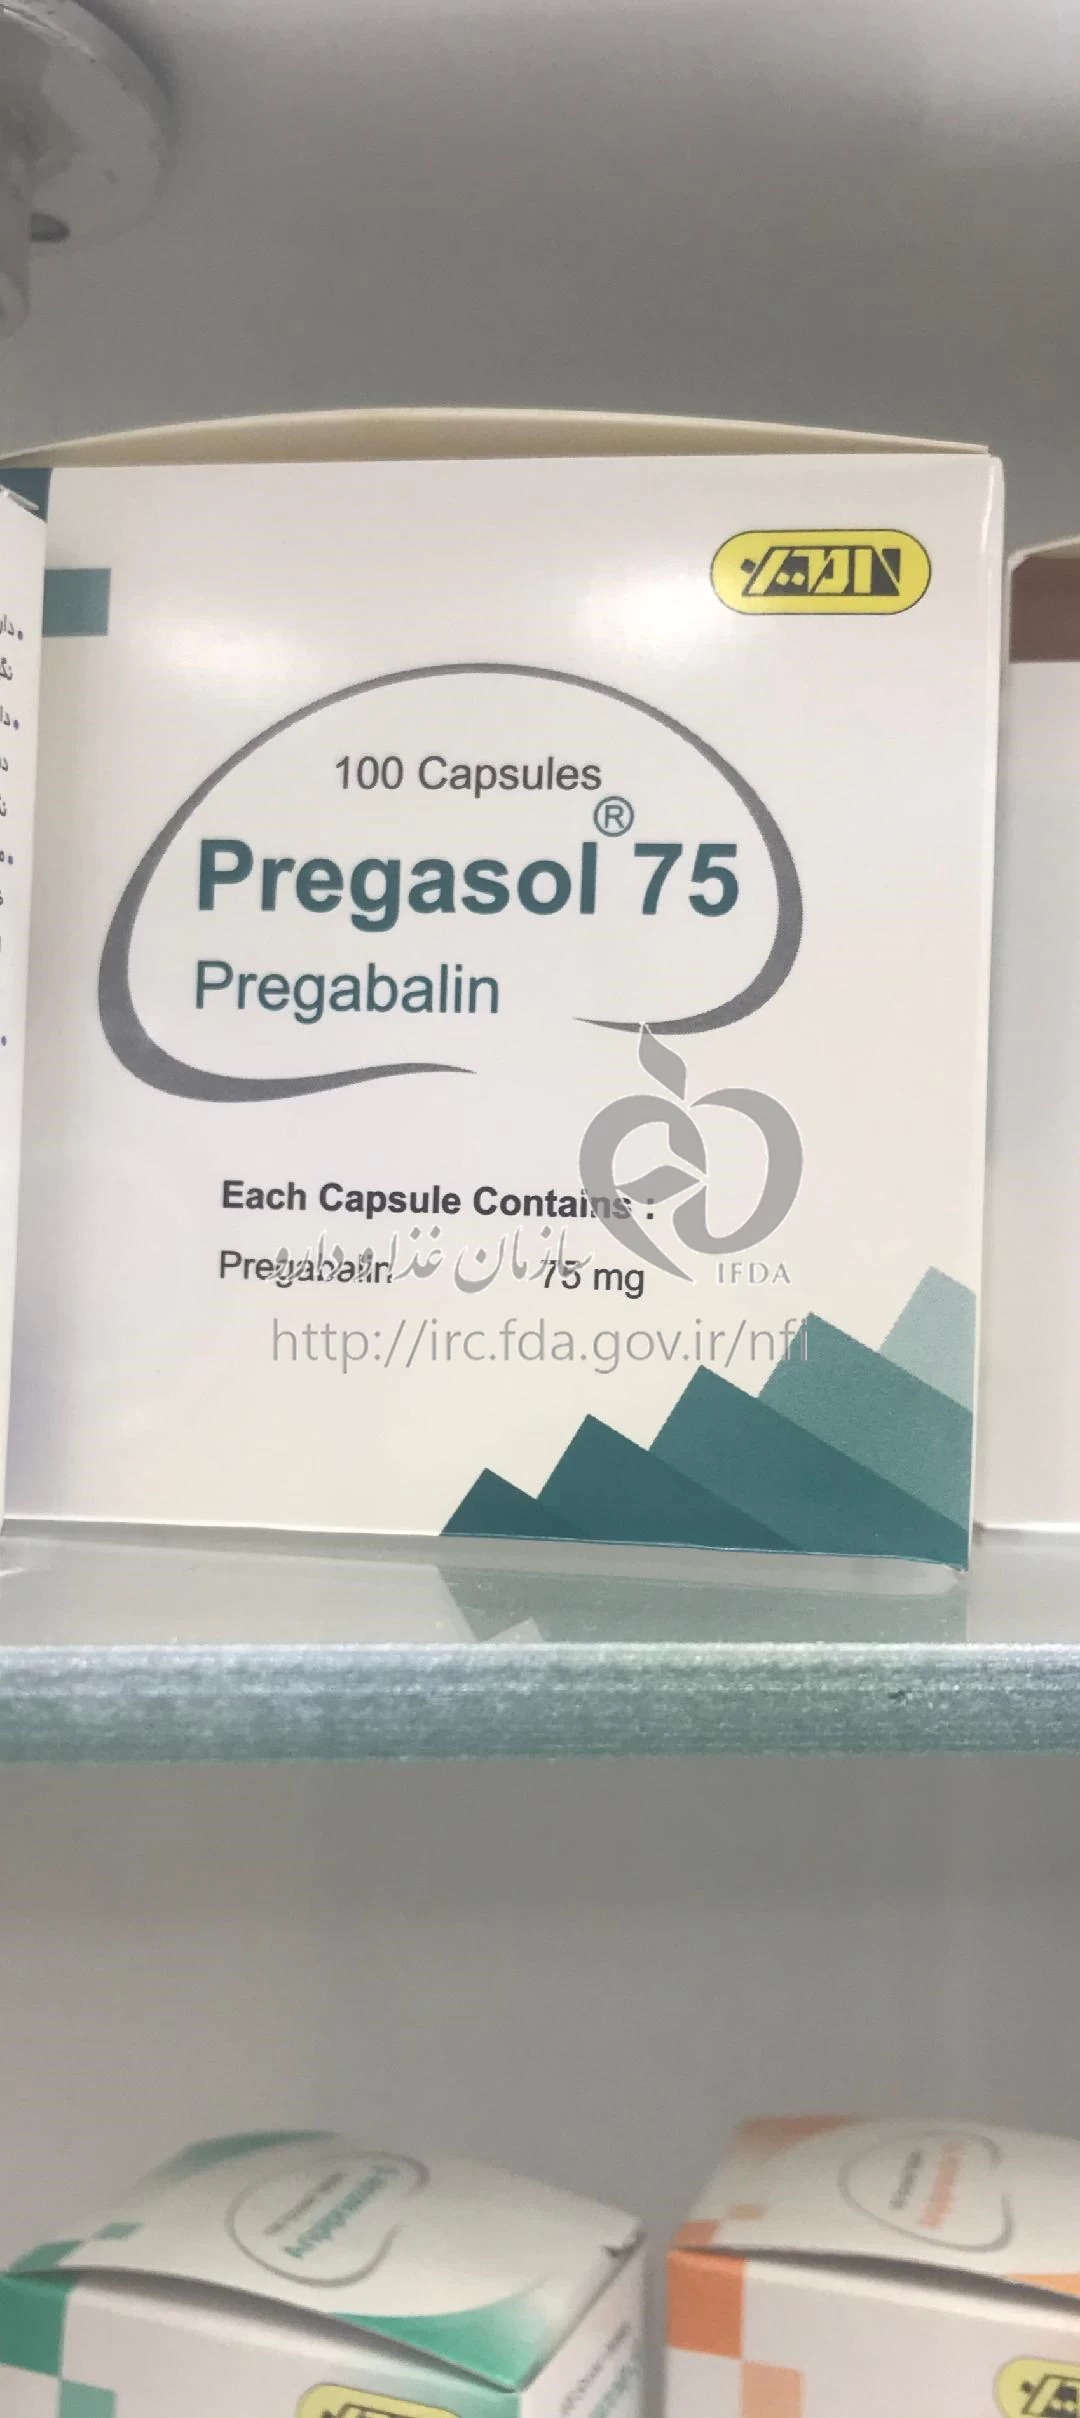 100 Capsules
Pregasol® 75
Pregabalin
Each Capsule Contains :
Pregabalin 75 mg
سازمان غذا و دارو
IFDA
http://irc.fda.gov.ir/nfi